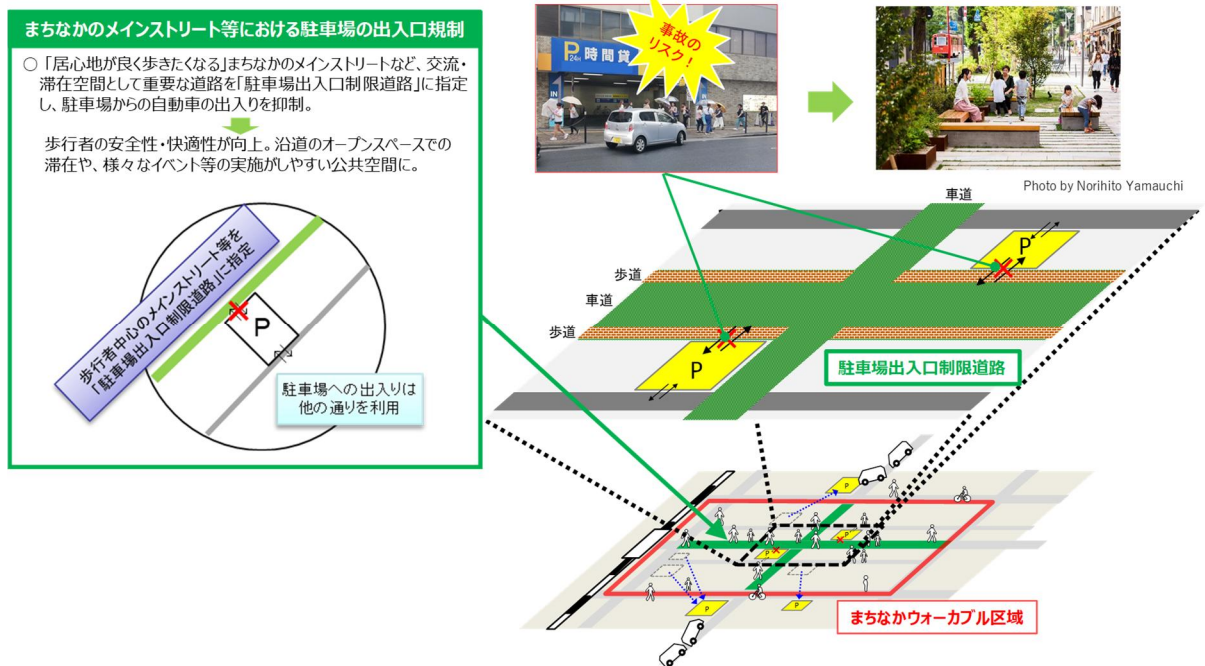 まちなかのメインストリート等における駐車場の出入口規制
○「居心地が良く歩きたくなる」まちなかのメインストリートなど、交流・
滞在空間として重要な道路を「駐車場出入口制限道路」に指定
し、駐車場からの自動車の出入りを抑制。
歩行者の安全性・快適性が向上。沿道のオープンスペースでの
滞在や、様々なイベント等の実施がしやすい公共空間に。
歩行者中心のメインストリート等を
「駐車場出入口制限道路」に指定
P
駐車場への出入りは
他の通りを利用
P
24H
時間貸
IN
IN
事故の
リスク！
Photo by Norihito Yamauchi
車道
歩道
車道
歩道
P
P
駐車場出入口制限道路
P
P
P
P
P
まちなかウォーカブル区域